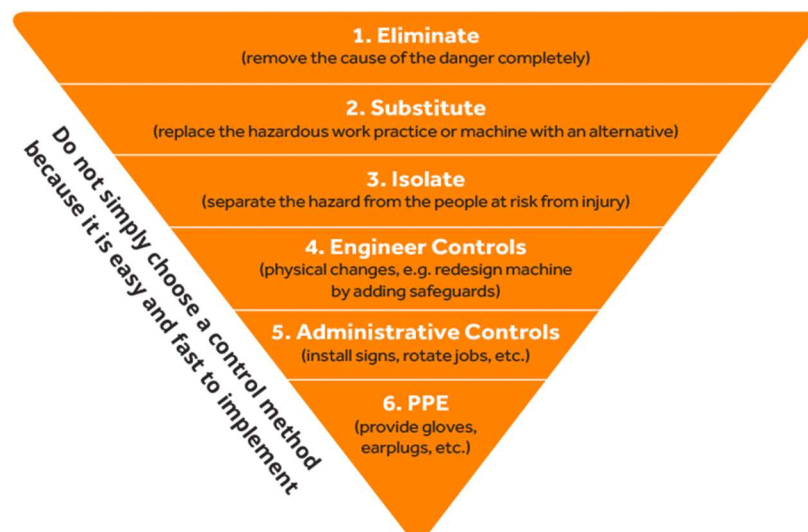 1. Eliminate
(remove the cause of the danger completely)
2. Substitute
(replace the hazardous work practice or machine with an alternative)
3. Isolate
(separate the hazard from the people at risk from injury)
4. Engineer Controls
(physical changes, e.g. redesign machine
by adding safeguards)
5. Administrative Controls
(install signs, rotate jobs, etc.)
6. PPE
(provide gloves,
earplugs, etc.)
Do not simply choose a control method
because it is easy and fast to implement